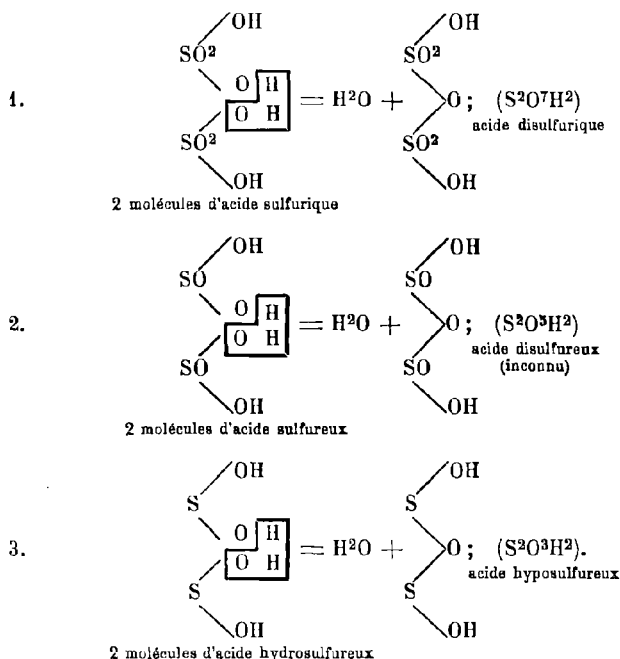 OH OH
SO² SO²
1. O H = H²O + O ; (S²O⁷H²)
O H acide disulfurique
SO² SO²
OH OH
2 molécules d'acide sulfurique
OH OH
SO SO
2. O H = H²O + O ; (S²O⁵H²)
O H acide disulfureux
SO SO (inconnu)
OH OH
2 molécules d'acide sulfureux
OH OH
S S
3. O H = H²O + O ; (S²O³H²).
O H acide hyposulfureux
S S
OH OH
2 molécules d'acide hydrosulfureux